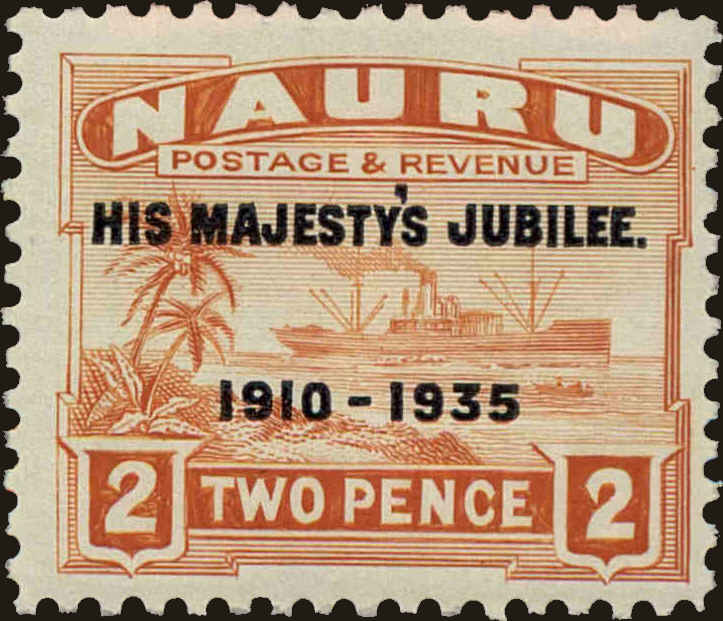 NAURU
POSTAGE & REVENUE
HIS MAJESTY'S JUBILEE.
1910 - 1935
2 TWO PENCE 2